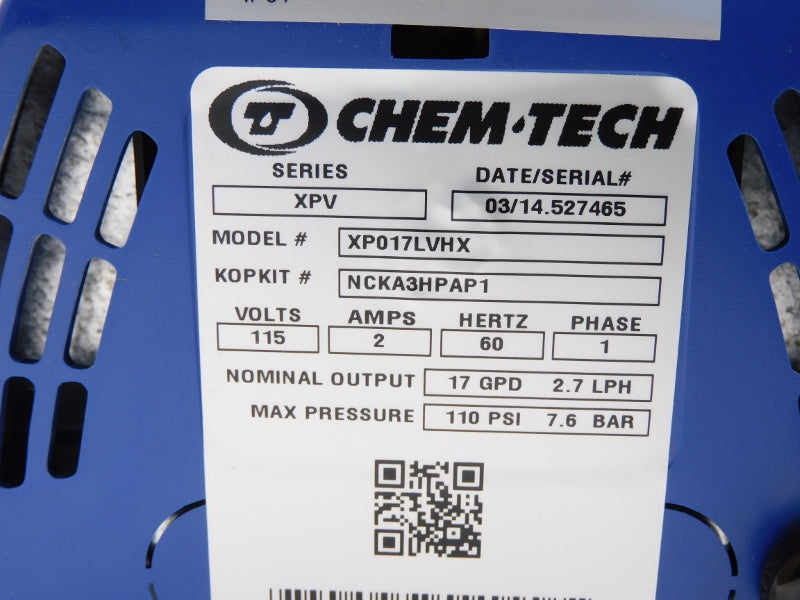 CHEM·TECH
SERIES DATE/SERIAL#
XPV 03/14.527465
MODEL # XP017LVHX
KOPKIT # NCKA3HPAP1
VOLTS AMPS HERTZ PHASE
115 2 60 1
NOMINAL OUTPUT 17 GPD 2.7 LPH
MAX PRESSURE 110 PSI 7.6 BAR